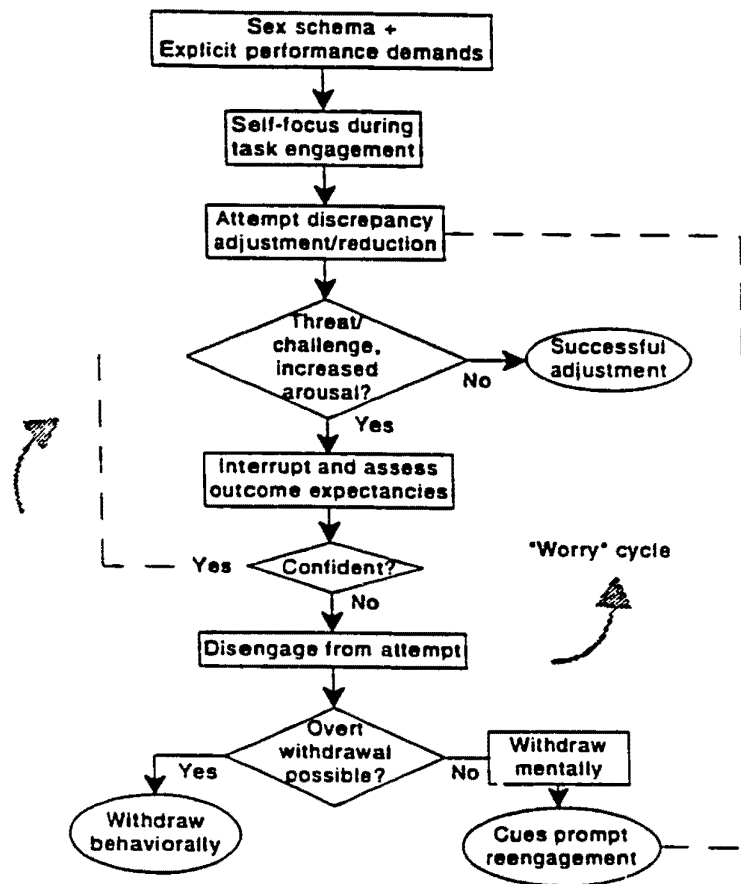 Sex schema +
Explicit performance demands
Self-focus during
task engagement
Attempt discrepancy
adjustment/reduction
Threat/
challenge,
increased
arousal?
No
Successful
adjustment
Yes
Interrupt and assess
outcome expectancies
"Worry" cycle
Yes
Confident?
No
Disengage from attempt
Overt
withdrawal
possible?
Yes
No
Withdraw
mentally
Withdraw
behaviorally
Cues prompt
reengagement